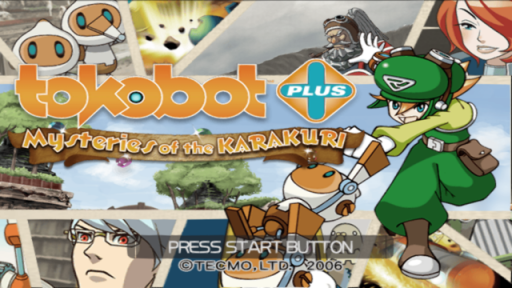 tokobot PLUS
Mysteries of the KARAKURI
PRESS START BUTTON
©TECMO,LTD. 2006